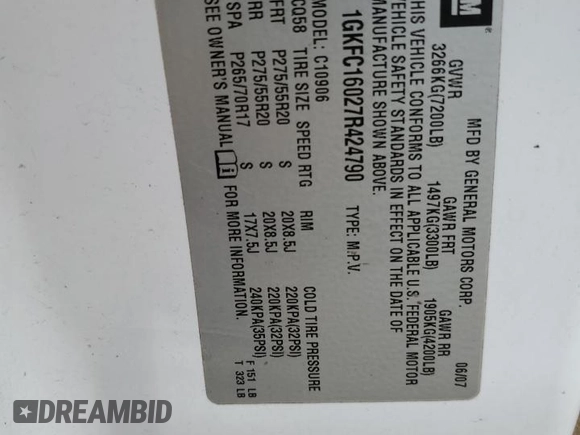 GM
MFD BY GENERAL MOTORS CORP. 06/07
GVWR GAWR FRT GAWR RR
3266KG(7200LB) 1497KG(3300LB) 1905KG(4200LB)
THIS VEHICLE CONFORMS TO ALL APPLICABLE U.S. FEDERAL MOTOR
VEHICLE SAFETY STANDARDS IN EFFECT ON THE DATE OF
MANUFACTURE SHOWN ABOVE.
1GKFC16027R424790 TYPE: M.P.V.
MODEL: C10906
CQ58 TIRE SIZE SPEED RTG RIM COLD TIRE PRESSURE
FRT P275/55R20 S 20X8.5J 220KPA(32PSI)
RR P275/55R20 S 20X8.5J 220KPA(32PSI)
SPA P265/70R17 S 17X7.5J 240KPA(35PSI)
SEE OWNER'S MANUAL i FOR MORE INFORMATION.
F 151 LB
T 323 LB
DREAMBID